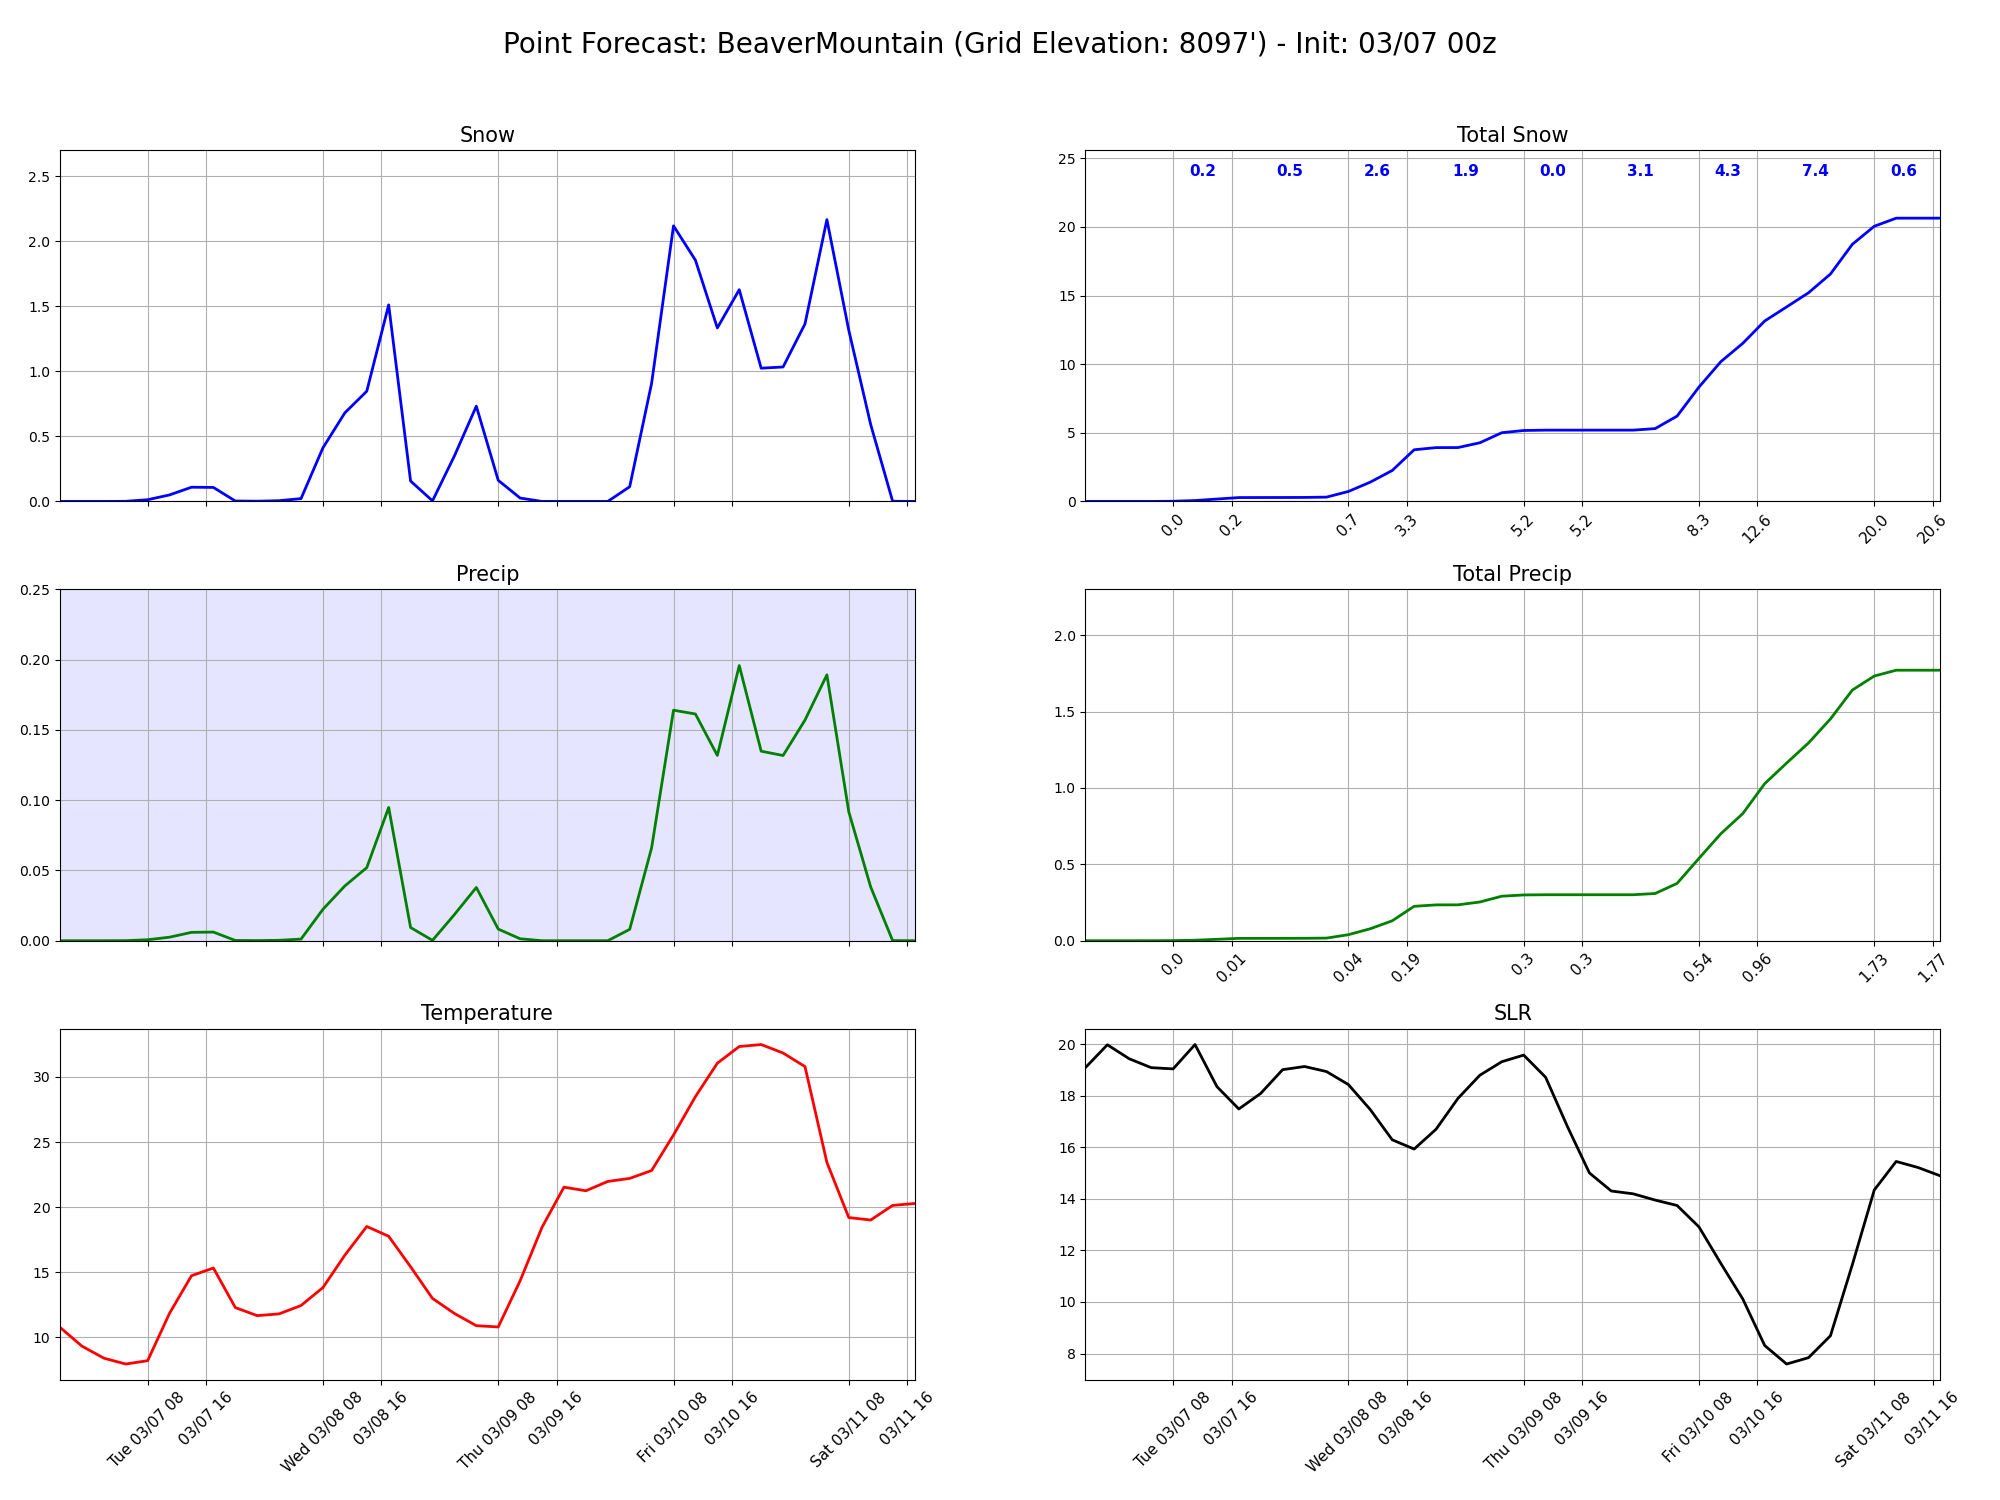 Point Forecast: BeaverMountain (Grid Elevation: 8097') - Init: 03/07 00z
Snow
2.5
2.0
1.5
1.0
0.5
0.0
Total Snow
0.2 0.5 2.6 1.9 0.0 3.1 4.3 7.4 0.6
25
20
15
10
5
0
0.0 0.2 0.7 3.3 5.2 5.2 8.3 12.6 20.0 20.6
Precip
0.25
0.20
0.15
0.10
0.05
0.00
Total Precip
2.0
1.5
1.0
0.5
0.0
0.0 0.01 0.04 0.19 0.3 0.3 0.54 0.96 1.73 1.77
Temperature
30
25
20
15
10
Tue 03/07 08 03/07 16 Wed 03/08 08 03/08 16 Thu 03/09 08 03/09 16 Fri 03/10 08 03/10 16 Sat 03/11 08 03/11 16
SLR
20
18
16
14
12
10
8
Tue 03/07 08 03/07 16 Wed 03/08 08 03/08 16 Thu 03/09 08 03/09 16 Fri 03/10 08 03/10 16 Sat 03/11 08 03/11 16